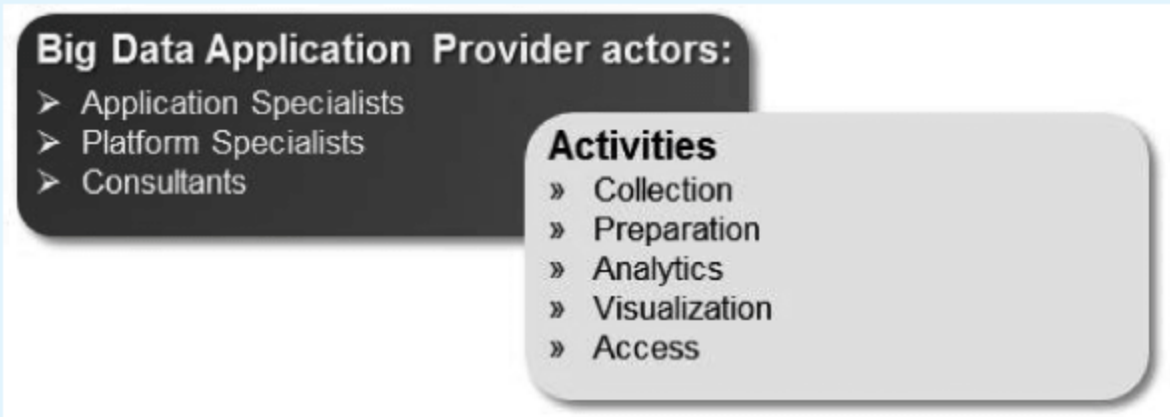 Big Data Application Provider actors:
➢ Application Specialists
➢ Platform Specialists
➢ Consultants
Activities
» Collection
» Preparation
» Analytics
» Visualization
» Access